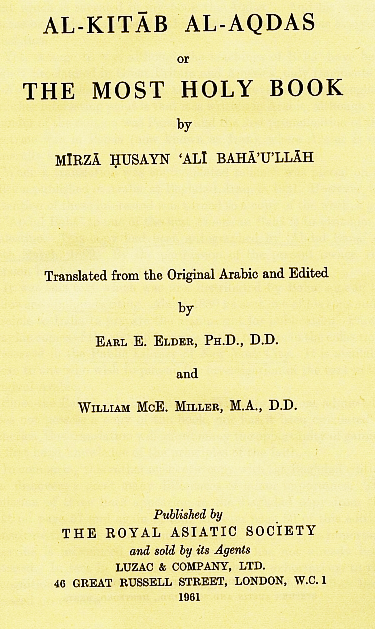 AL-KITĀB AL-AQDAS
or
THE MOST HOLY BOOK
by
MĪRZĀ ḤUSAYN ‘ALĪ BAHĀ’U’LLĀH
Translated from the Original Arabic and Edited
by
EARL E. ELDER, PH.D., D.D.
and
WILLIAM MCE. MILLER, M.A., D.D.
Published by
THE ROYAL ASIATIC SOCIETY
and sold by its Agents
LUZAC & COMPANY, LTD.
46 GREAT RUSSELL STREET, LONDON, W.C. 1
1961